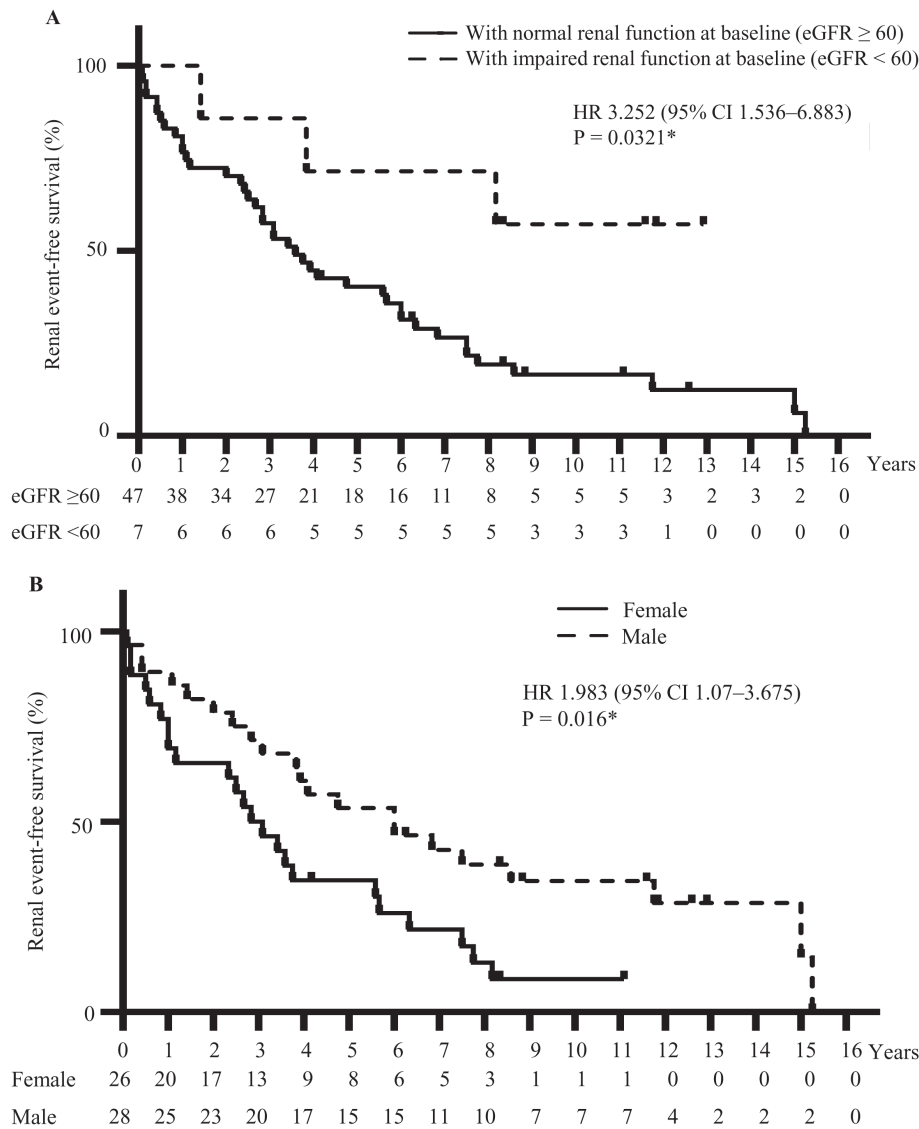 A
With normal renal function at baseline (eGFR ≥ 60)
With impaired renal function at baseline (eGFR < 60)
HR 3.252 (95% CI 1.536–6.883)
P = 0.0321*
Renal event-free survival (%)
100
50
0
0 1 2 3 4 5 6 7 8 9 10 11 12 13 14 15 16 Years
eGFR ≥60 47 38 34 27 21 18 16 11 8 5 5 5 3 2 3 2 0
eGFR <60 7 6 6 6 5 5 5 5 5 3 3 3 1 0 0 0 0
B
Female
Male
HR 1.983 (95% CI 1.07–3.675)
P = 0.016*
Renal event-free survival (%)
100
50
0
0 1 2 3 4 5 6 7 8 9 10 11 12 13 14 15 16 Years
Female 26 20 17 13 9 8 6 5 3 1 1 1 0 0 0 0 0
Male 28 25 23 20 17 15 15 11 10 7 7 7 4 2 2 2 0